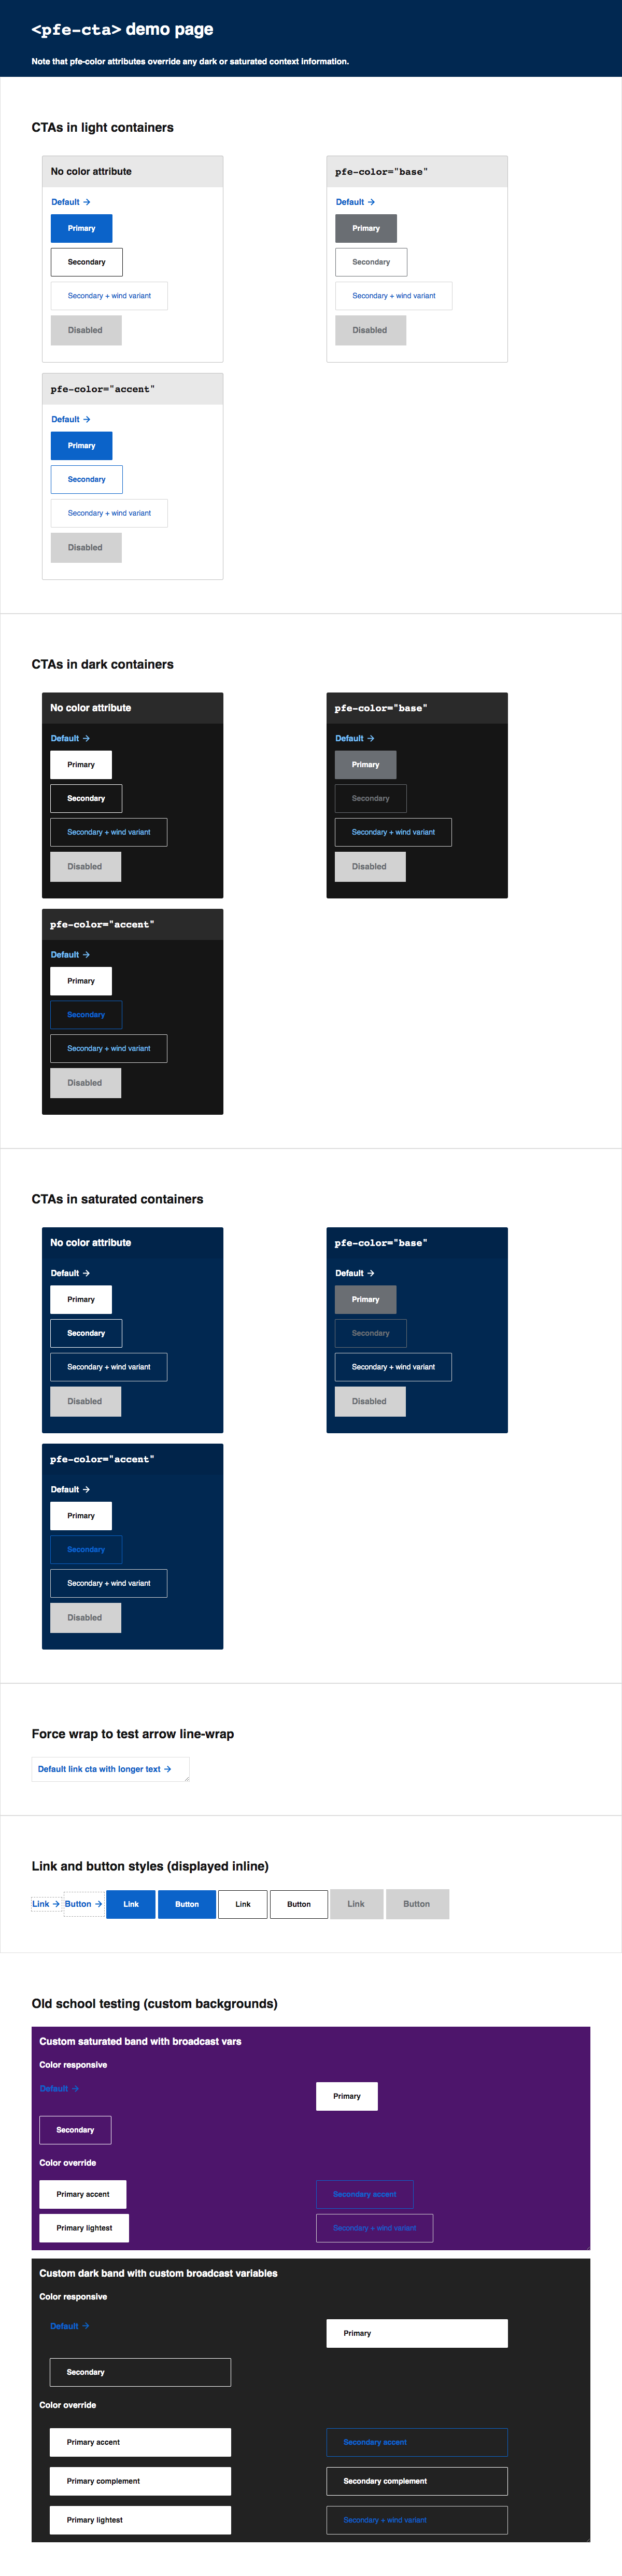 <pfe-cta> demo page
Note that pfe-color attributes override any dark or saturated context information.
CTAs in light containers
No color attribute
Default →
Primary
Secondary
Secondary + wind variant
Disabled
pfe-color="base"
Default →
Primary
Secondary
Secondary + wind variant
Disabled
pfe-color="accent"
Default →
Primary
Secondary
Secondary + wind variant
Disabled
CTAs in dark containers
No color attribute
Default →
Primary
Secondary
Secondary + wind variant
Disabled
pfe-color="base"
Default →
Primary
Secondary
Secondary + wind variant
Disabled
pfe-color="accent"
Default →
Primary
Secondary
Secondary + wind variant
Disabled
CTAs in saturated containers
No color attribute
Default →
Primary
Secondary
Secondary + wind variant
Disabled
pfe-color="base"
Default →
Primary
Secondary
Secondary + wind variant
Disabled
pfe-color="accent"
Default →
Primary
Secondary
Secondary + wind variant
Disabled
Force wrap to test arrow line-wrap
Default link cta with longer text →
Link and button styles (displayed inline)
Link → Button → Link Button Link Button Link Button
Old school testing (custom backgrounds)
Custom saturated band with broadcast vars
Color responsive
Default → Primary
Secondary
Color override
Primary accent Secondary accent
Primary lightest Secondary + wind variant
Custom dark band with custom broadcast variables
Color responsive
Default → Primary
Secondary
Color override
Primary accent Secondary accent
Primary complement Secondary complement
Primary lightest Secondary + wind variant